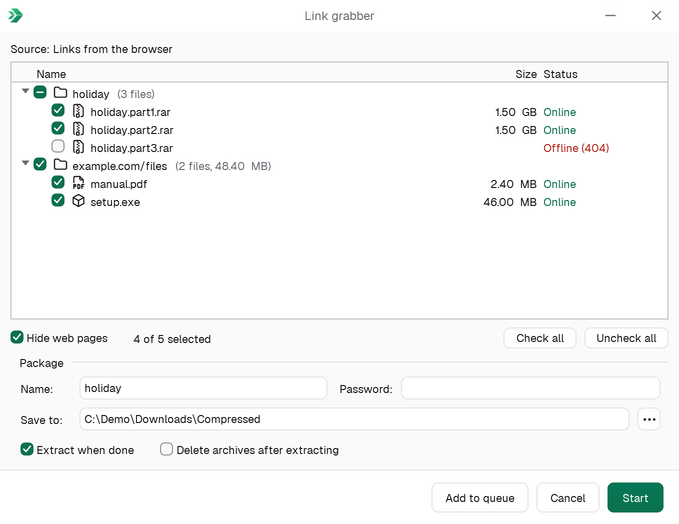 Link grabber
Source: Links from the browser
Name Size Status
holiday (3 files)
holiday.part1.rar 1.50 GB Online
holiday.part2.rar 1.50 GB Online
holiday.part3.rar Offline (404)
example.com/files (2 files, 48.40 MB)
manual.pdf 2.40 MB Online
setup.exe 46.00 MB Online
Hide web pages 4 of 5 selected Check all Uncheck all
Package
Name: holiday Password:
Save to: C:\Demo\Downloads\Compressed ...
Extract when done Delete archives after extracting
Add to queue Cancel Start